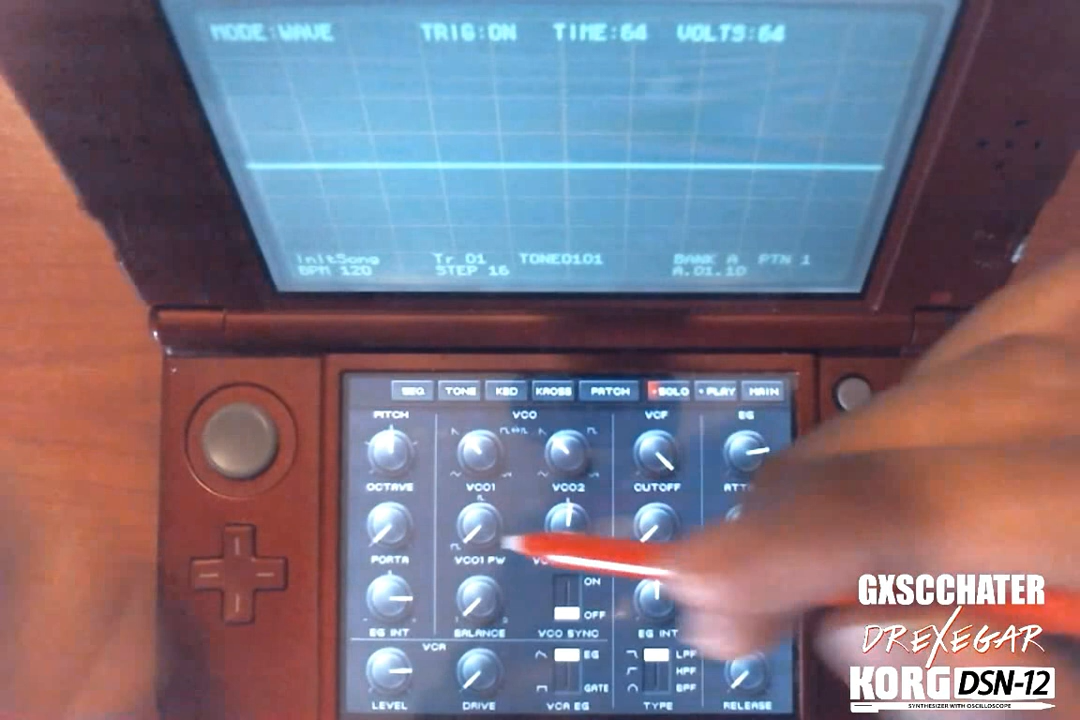 MODE:WAVE TRIG:ON TIME:64 VOLTS:64
InitSong Tr 01 TONE0101 BANK A PTN 1
BPM 120 STEP 16 A.01.10
SEQ TONE KBD KROSS PATCH SOLO PLAY MAIN
PITCH VCO VCF EG
OCTAVE VCO1 VCO2 CUTOFF
PORTA VCO1 PW
ON
OFF
EG INT BALANCE VCO SYNC EG INT
VCA EG LPF
HPF
GATE BPF
LEVEL DRIVE VCA EG TYPE RELEASE
GXSCCHATER
DREXEGAR
KORG DSN-12
SYNTHESIZER WITH OSCILLOSCOPE